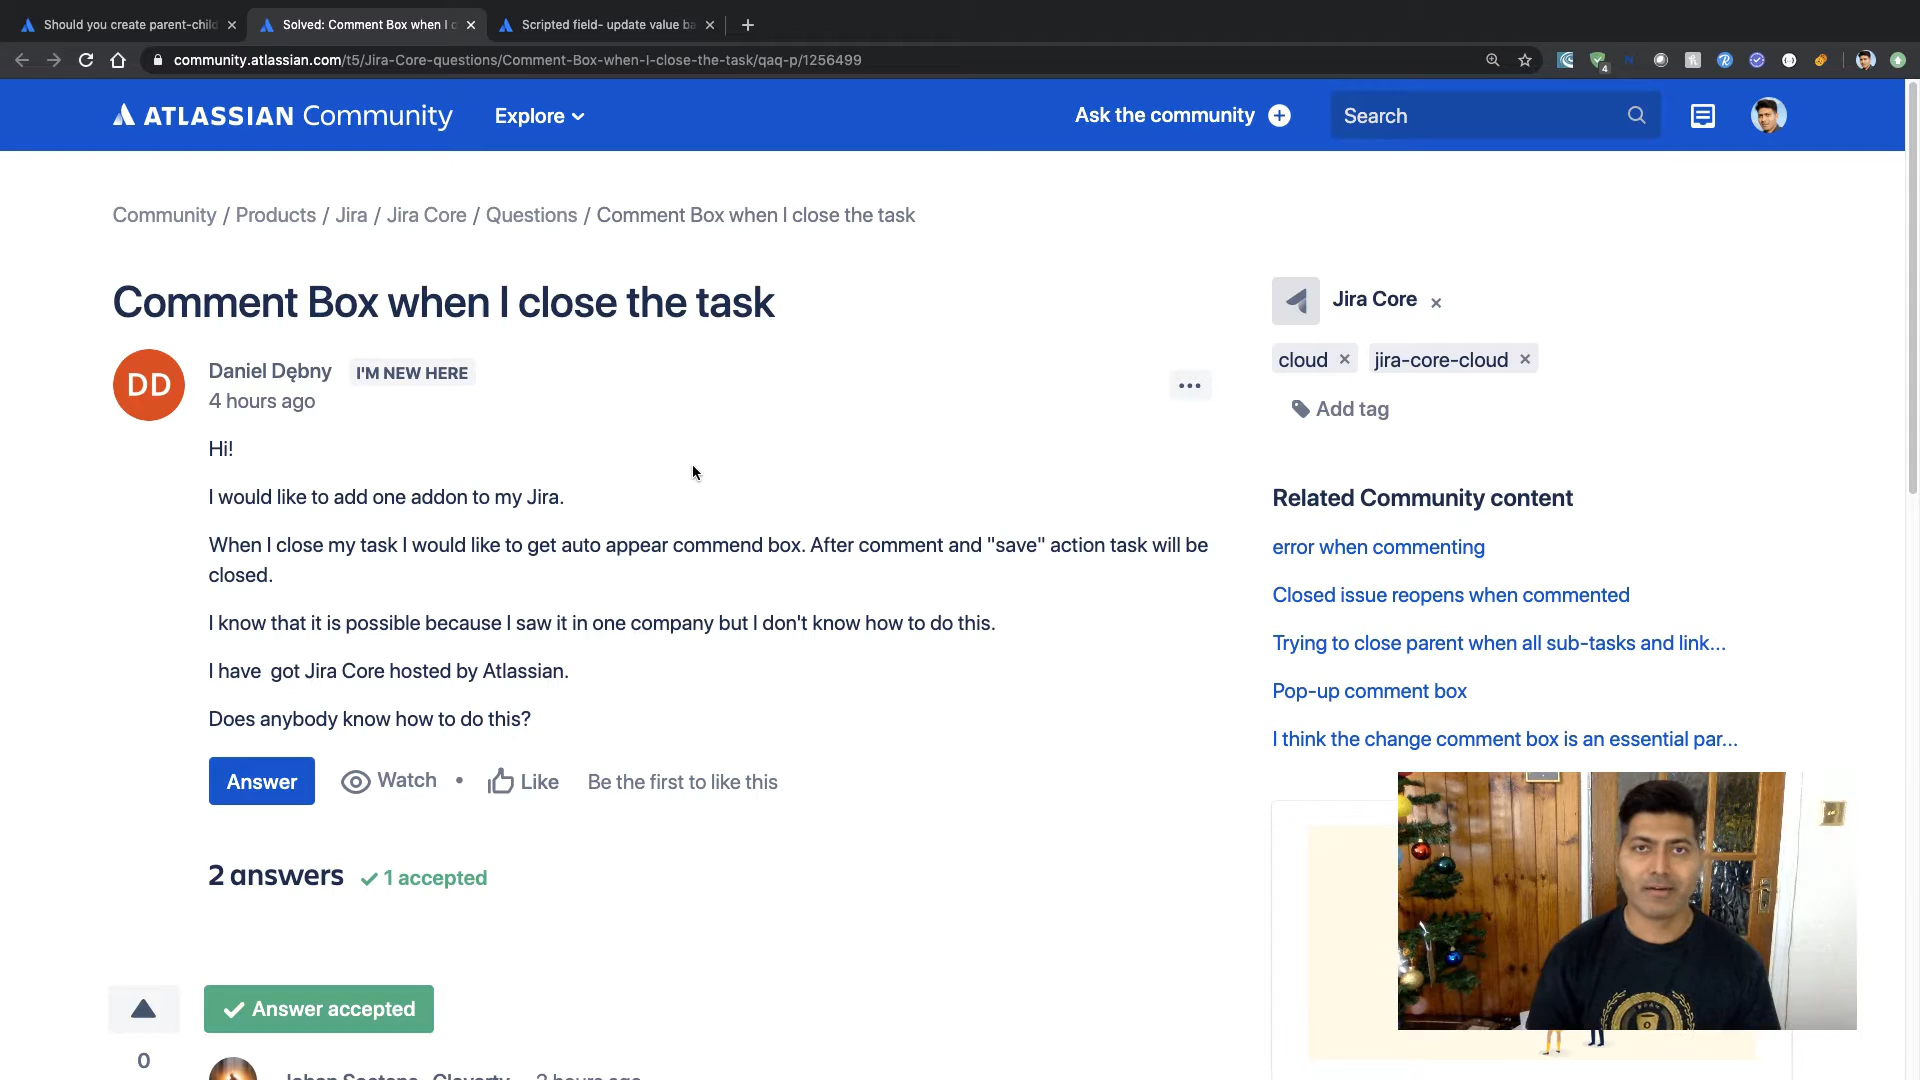 Should you create parent-child
Solved: Comment Box when I c
Scripted field- update value ba
community.atlassian.com/t5/Jira-Core-questions/Comment-Box-when-I-close-the-task/qaq-p/1256499
4
ATLASSIAN Community
Explore
Ask the community
Search
Community / Products / Jira / Jira Core / Questions / Comment Box when I close the task
Comment Box when I close the task
DD
Daniel Dębny
I'M NEW HERE
4 hours ago
Hi!
I would like to add one addon to my Jira.
When I close my task I would like to get auto appear commend box. After comment and "save" action task will be
closed.
I know that it is possible because I saw it in one company but I don't know how to do this.
I have got Jira Core hosted by Atlassian.
Does anybody know how to do this?
Answer
Watch
• Like
Be the first to like this
2 answers
1 accepted
Answer accepted
0
Jira Core ×
cloud ×
jira-core-cloud ×
Add tag
Related Community content
error when commenting
Closed issue reopens when commented
Trying to close parent when all sub-tasks and link...
Pop-up comment box
I think the change comment box is an essential par...